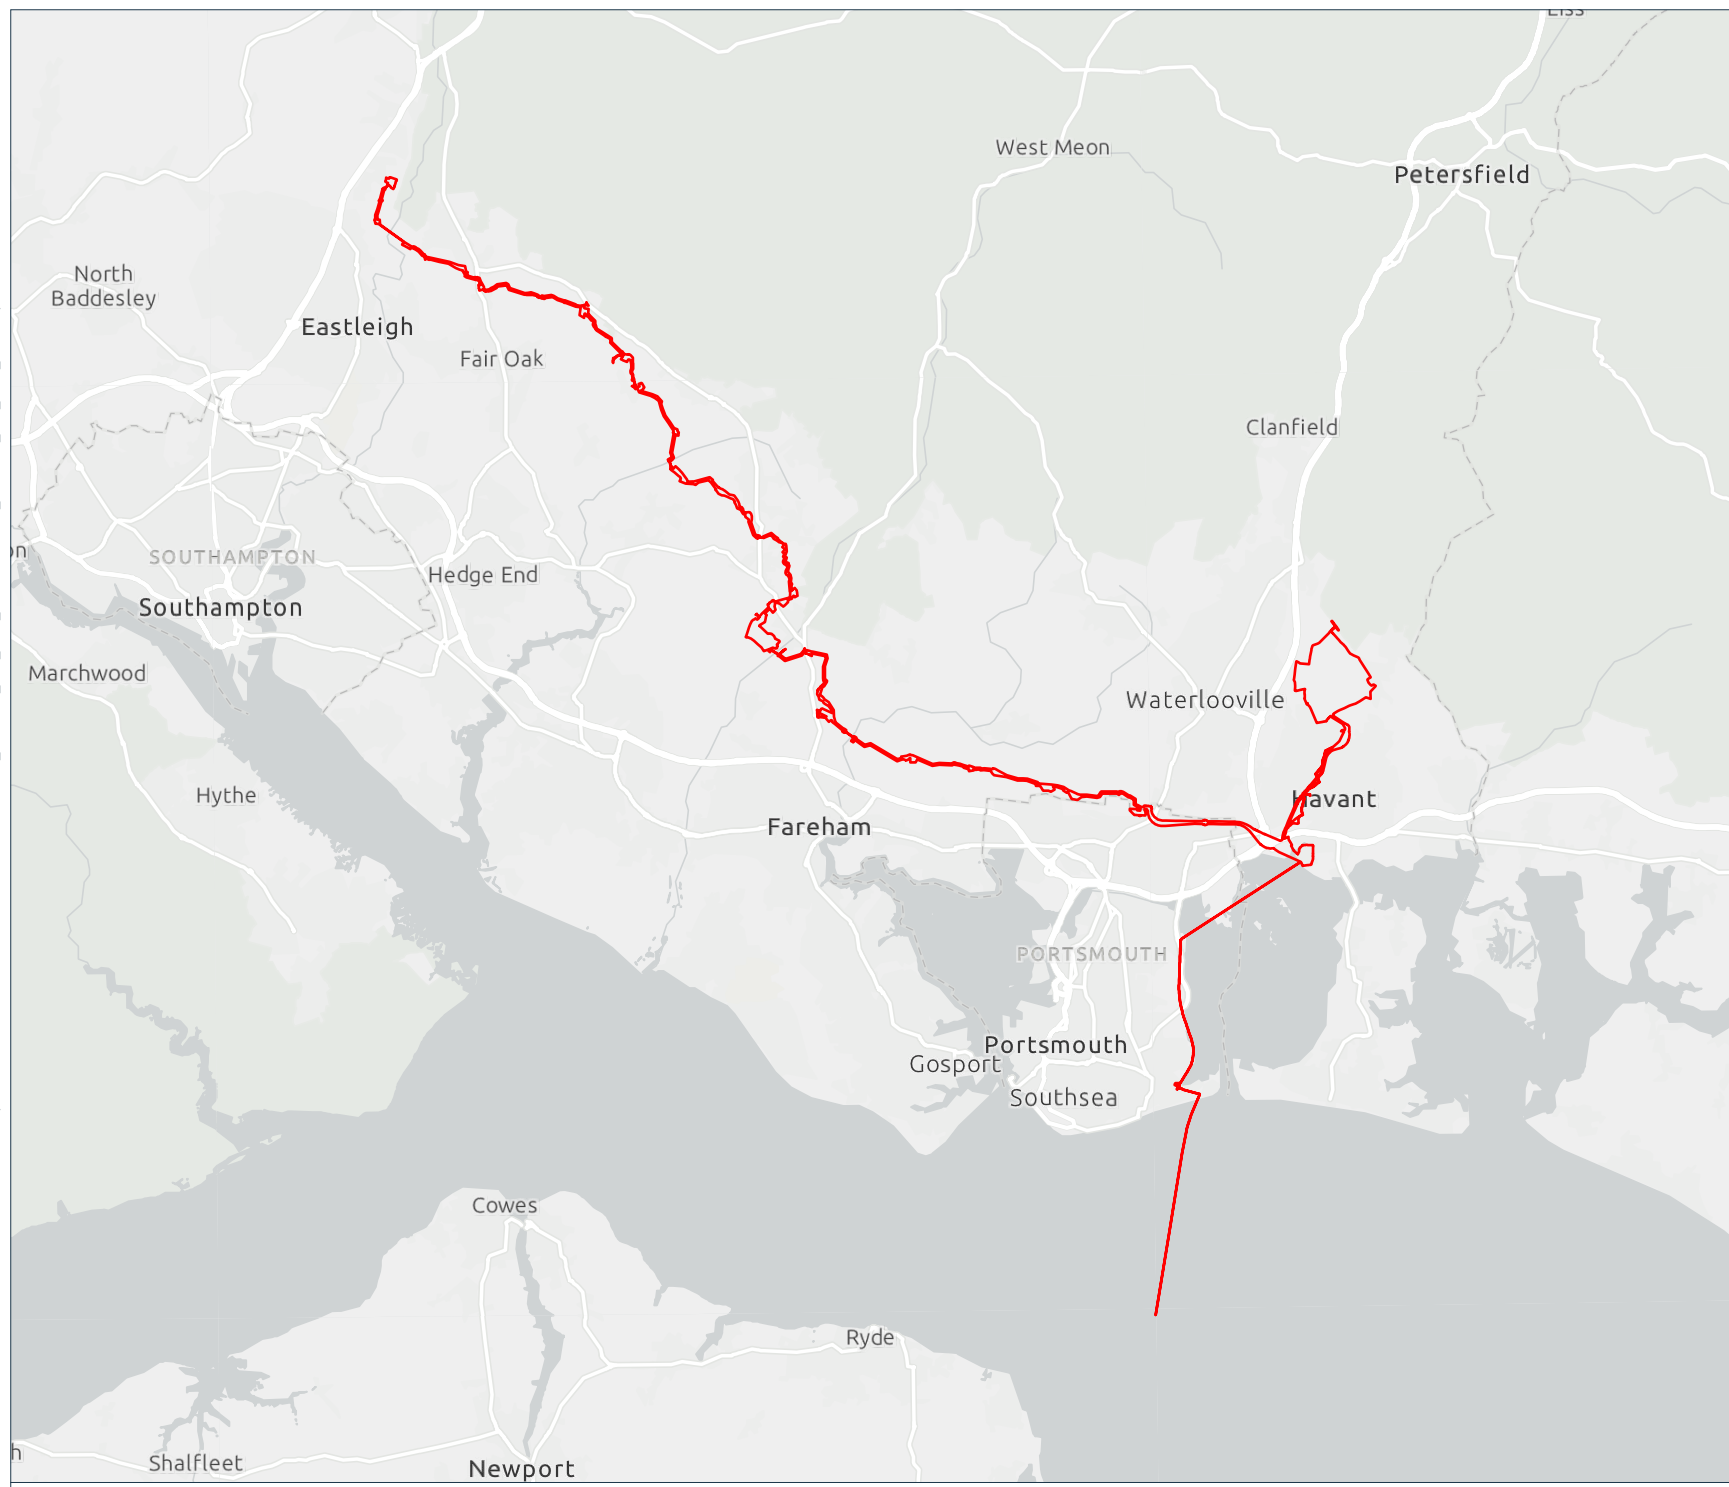 Liss
West Meon
Petersfield
North
Baddesley
Eastleigh
Fair Oak
Clanfield
SOUTHAMPTON
Hedge End
Southampton
Marchwood
Waterlooville
Hythe
Havant
Fareham
PORTSMOUTH
Portsmouth
Gosport
Southsea
Cowes
Ryde
Shalfleet
Newport